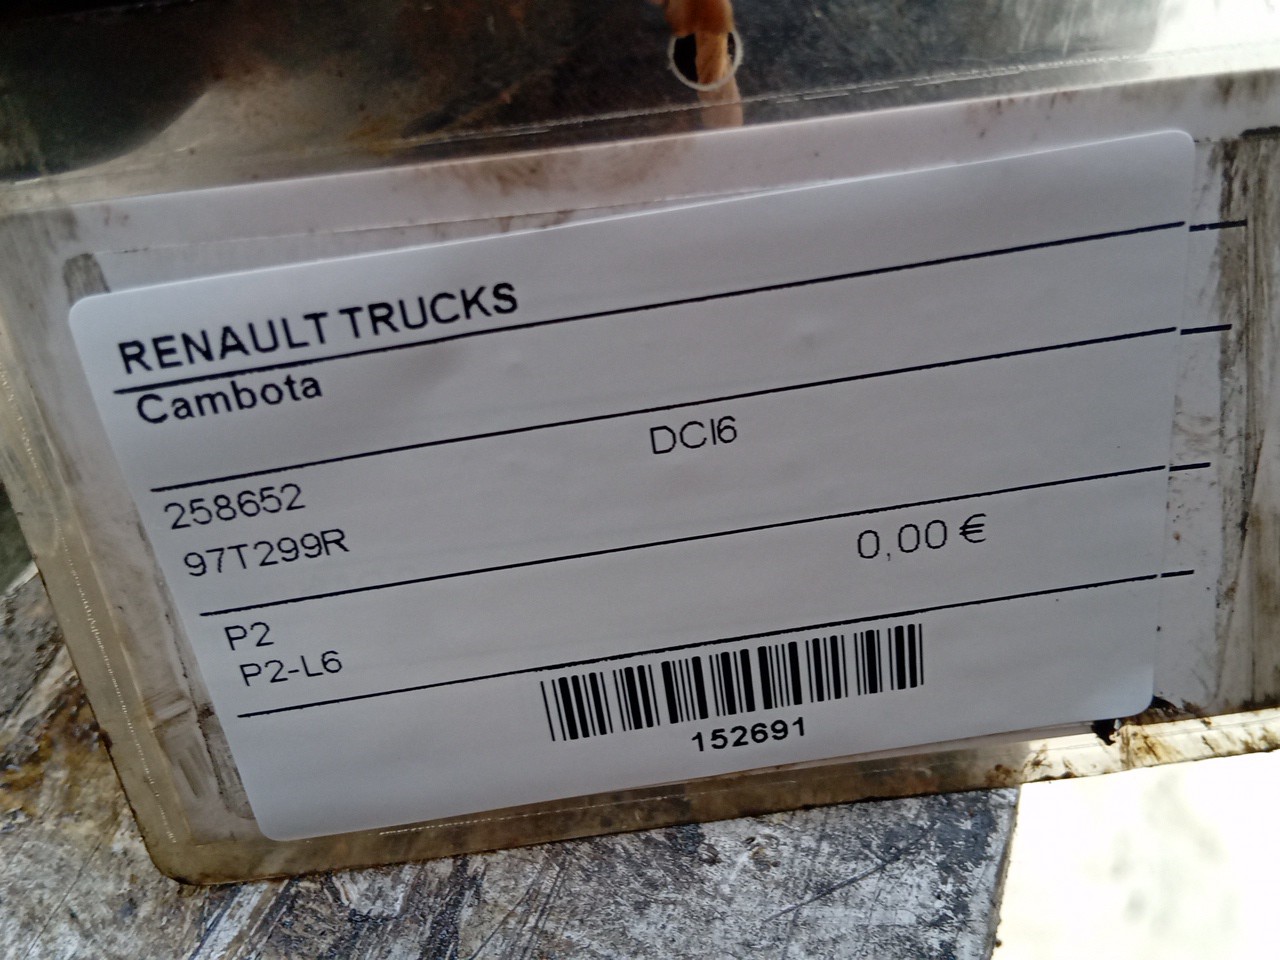 RENAULT TRUCKS
Cambota
DCI6
258652
97T299R
0,00 €
P2
P2-L6
152691